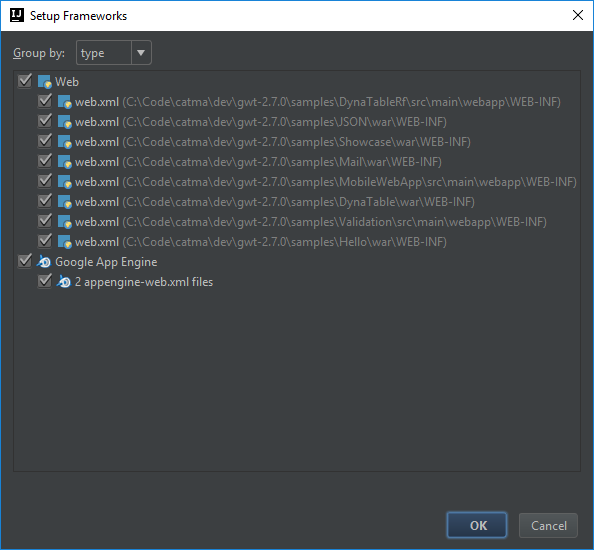 Setup Frameworks
Group by: type
Web
web.xml (C:\Code\catma\dev\gwt-2.7.0\samples\DynaTableRf\src\main\webapp\WEB-INF)
web.xml (C:\Code\catma\dev\gwt-2.7.0\samples\JSON\war\WEB-INF)
web.xml (C:\Code\catma\dev\gwt-2.7.0\samples\Showcase\war\WEB-INF)
web.xml (C:\Code\catma\dev\gwt-2.7.0\samples\Mail\war\WEB-INF)
web.xml (C:\Code\catma\dev\gwt-2.7.0\samples\MobileWebApp\src\main\webapp\WEB-INF)
web.xml (C:\Code\catma\dev\gwt-2.7.0\samples\DynaTable\war\WEB-INF)
web.xml (C:\Code\catma\dev\gwt-2.7.0\samples\Validation\src\main\webapp\WEB-INF)
web.xml (C:\Code\catma\dev\gwt-2.7.0\samples\Hello\war\WEB-INF)
Google App Engine
2 appengine-web.xml files
OK Cancel